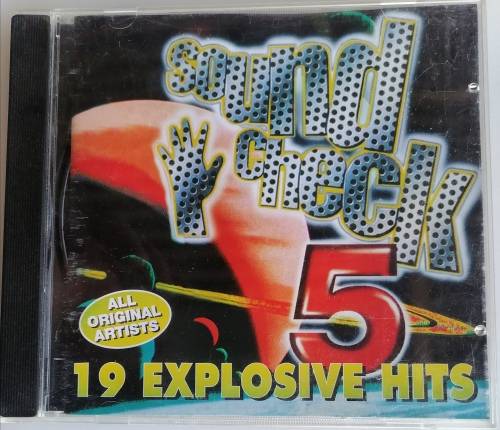 sound
check
5
ALL
ORIGINAL
ARTISTS
19 EXPLOSIVE HITS